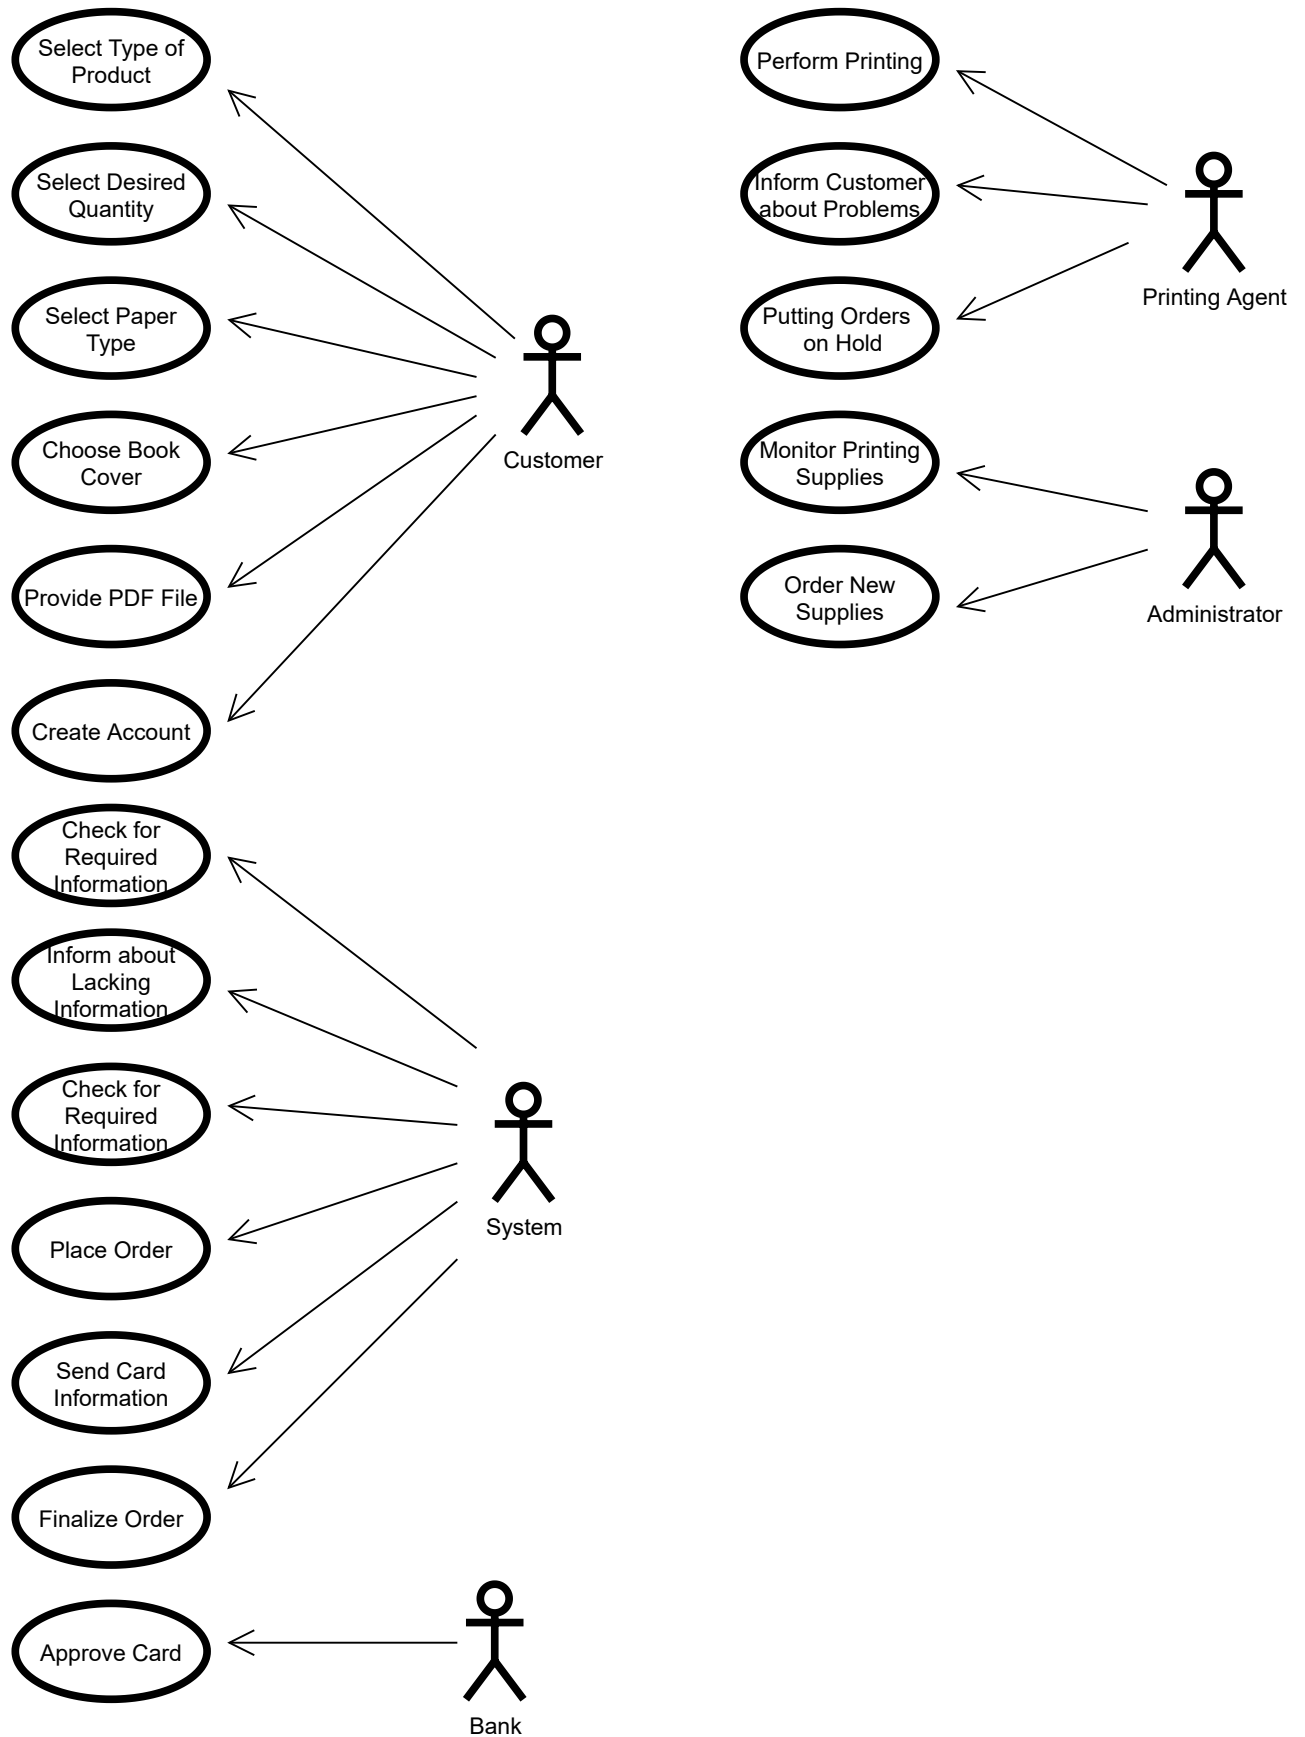 Select Type of
Product
Select Desired
Quantity
Select Paper
Type
Choose Book
Cover
Provide PDF File
Create Account
Customer
Check for
Required
Information
Inform about
Lacking
Information
Check for
Required
Information
Place Order
Send Card
Information
Finalize Order
System
Approve Card
Bank
Perform Printing
Inform Customer
about Problems
Putting Orders
on Hold
Printing Agent
Monitor Printing
Supplies
Order New
Supplies
Administrator